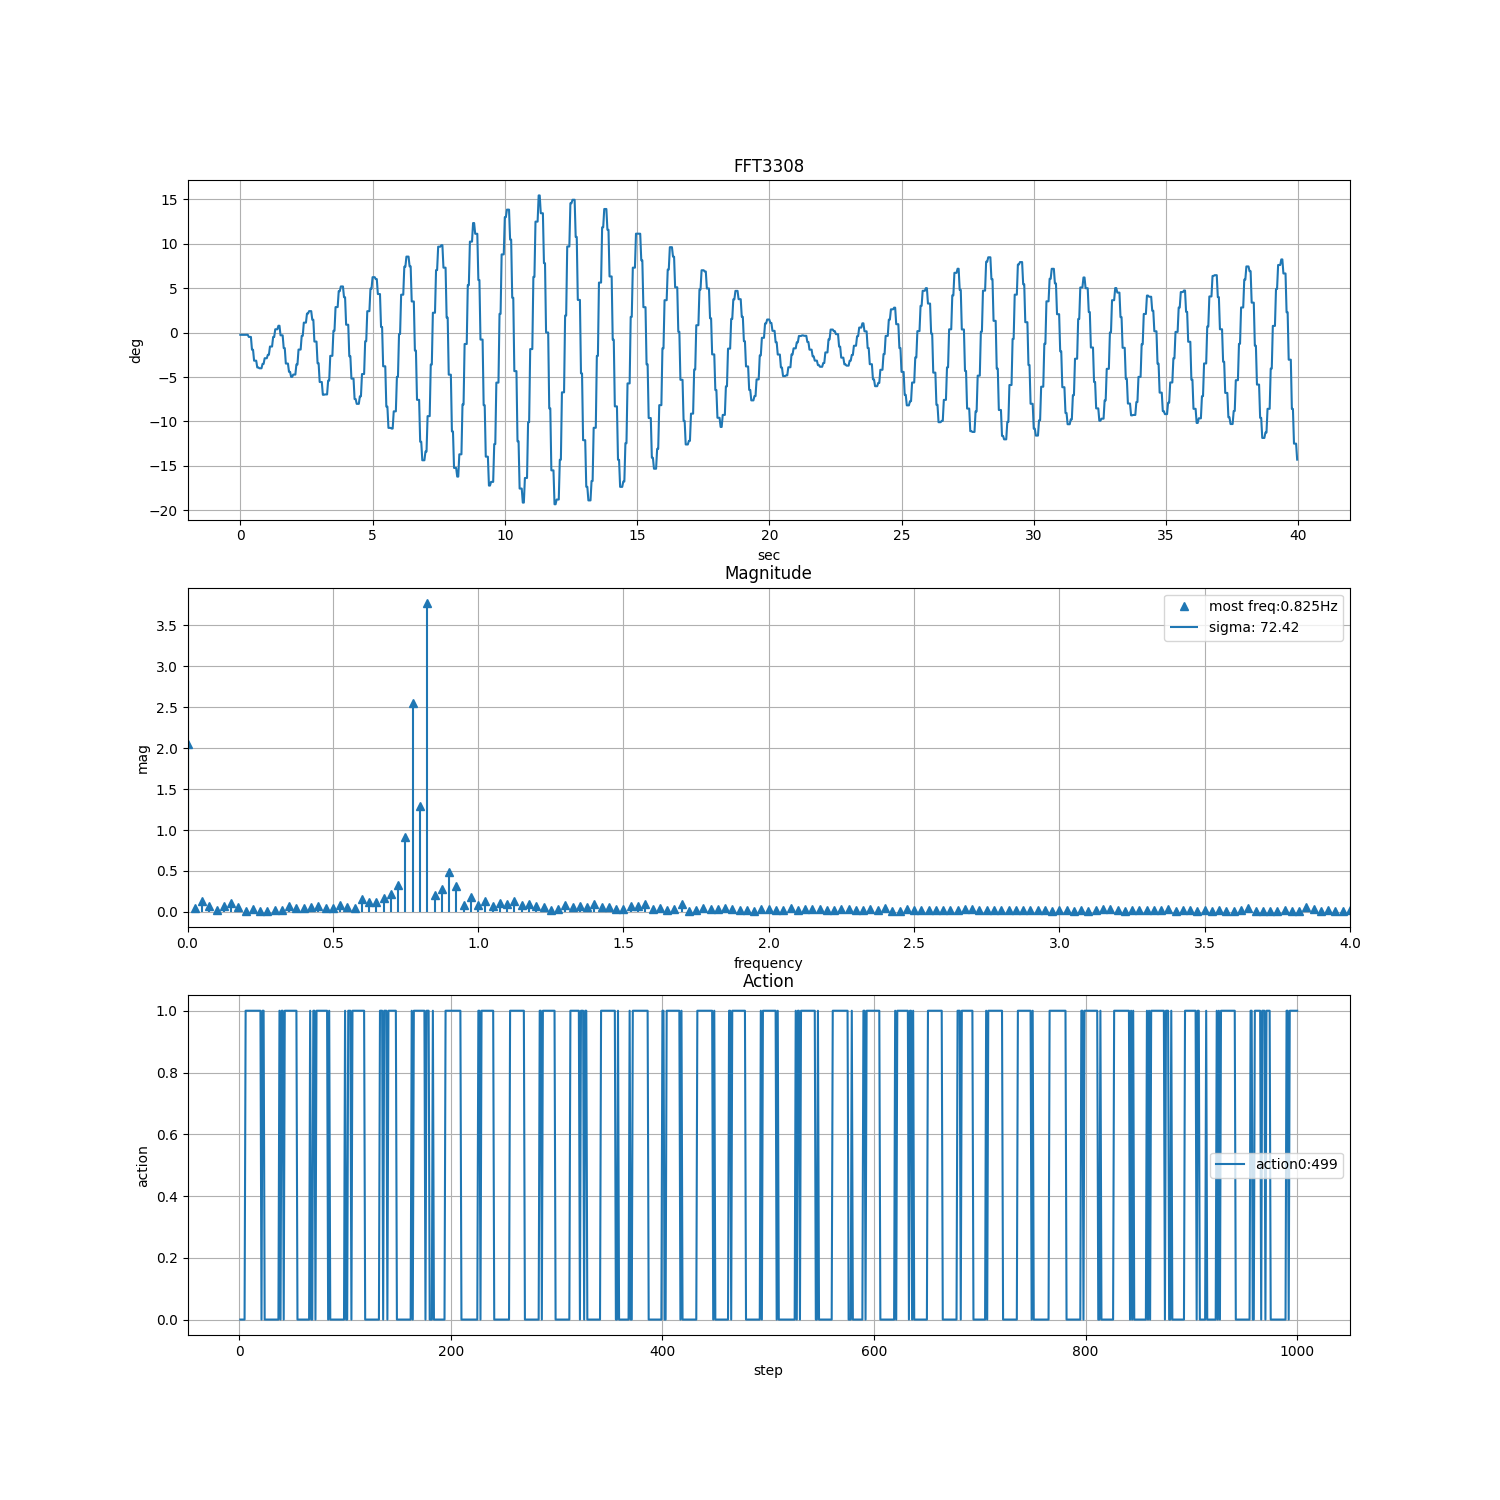 FFT3308
15
10
5
0
−5
−10
−15
−20
deg
0 5 10 15 20 25 30 35 40
sec
Magnitude
most freq:0.825Hz
sigma: 72.42
3.5
3.0
2.5
2.0
1.5
1.0
0.5
0.0
mag
0.0 0.5 1.0 1.5 2.0 2.5 3.0 3.5 4.0
frequency
Action
1.0
0.8
0.6
0.4
0.2
0.0
action
action0:499
0 200 400 600 800 1000
step